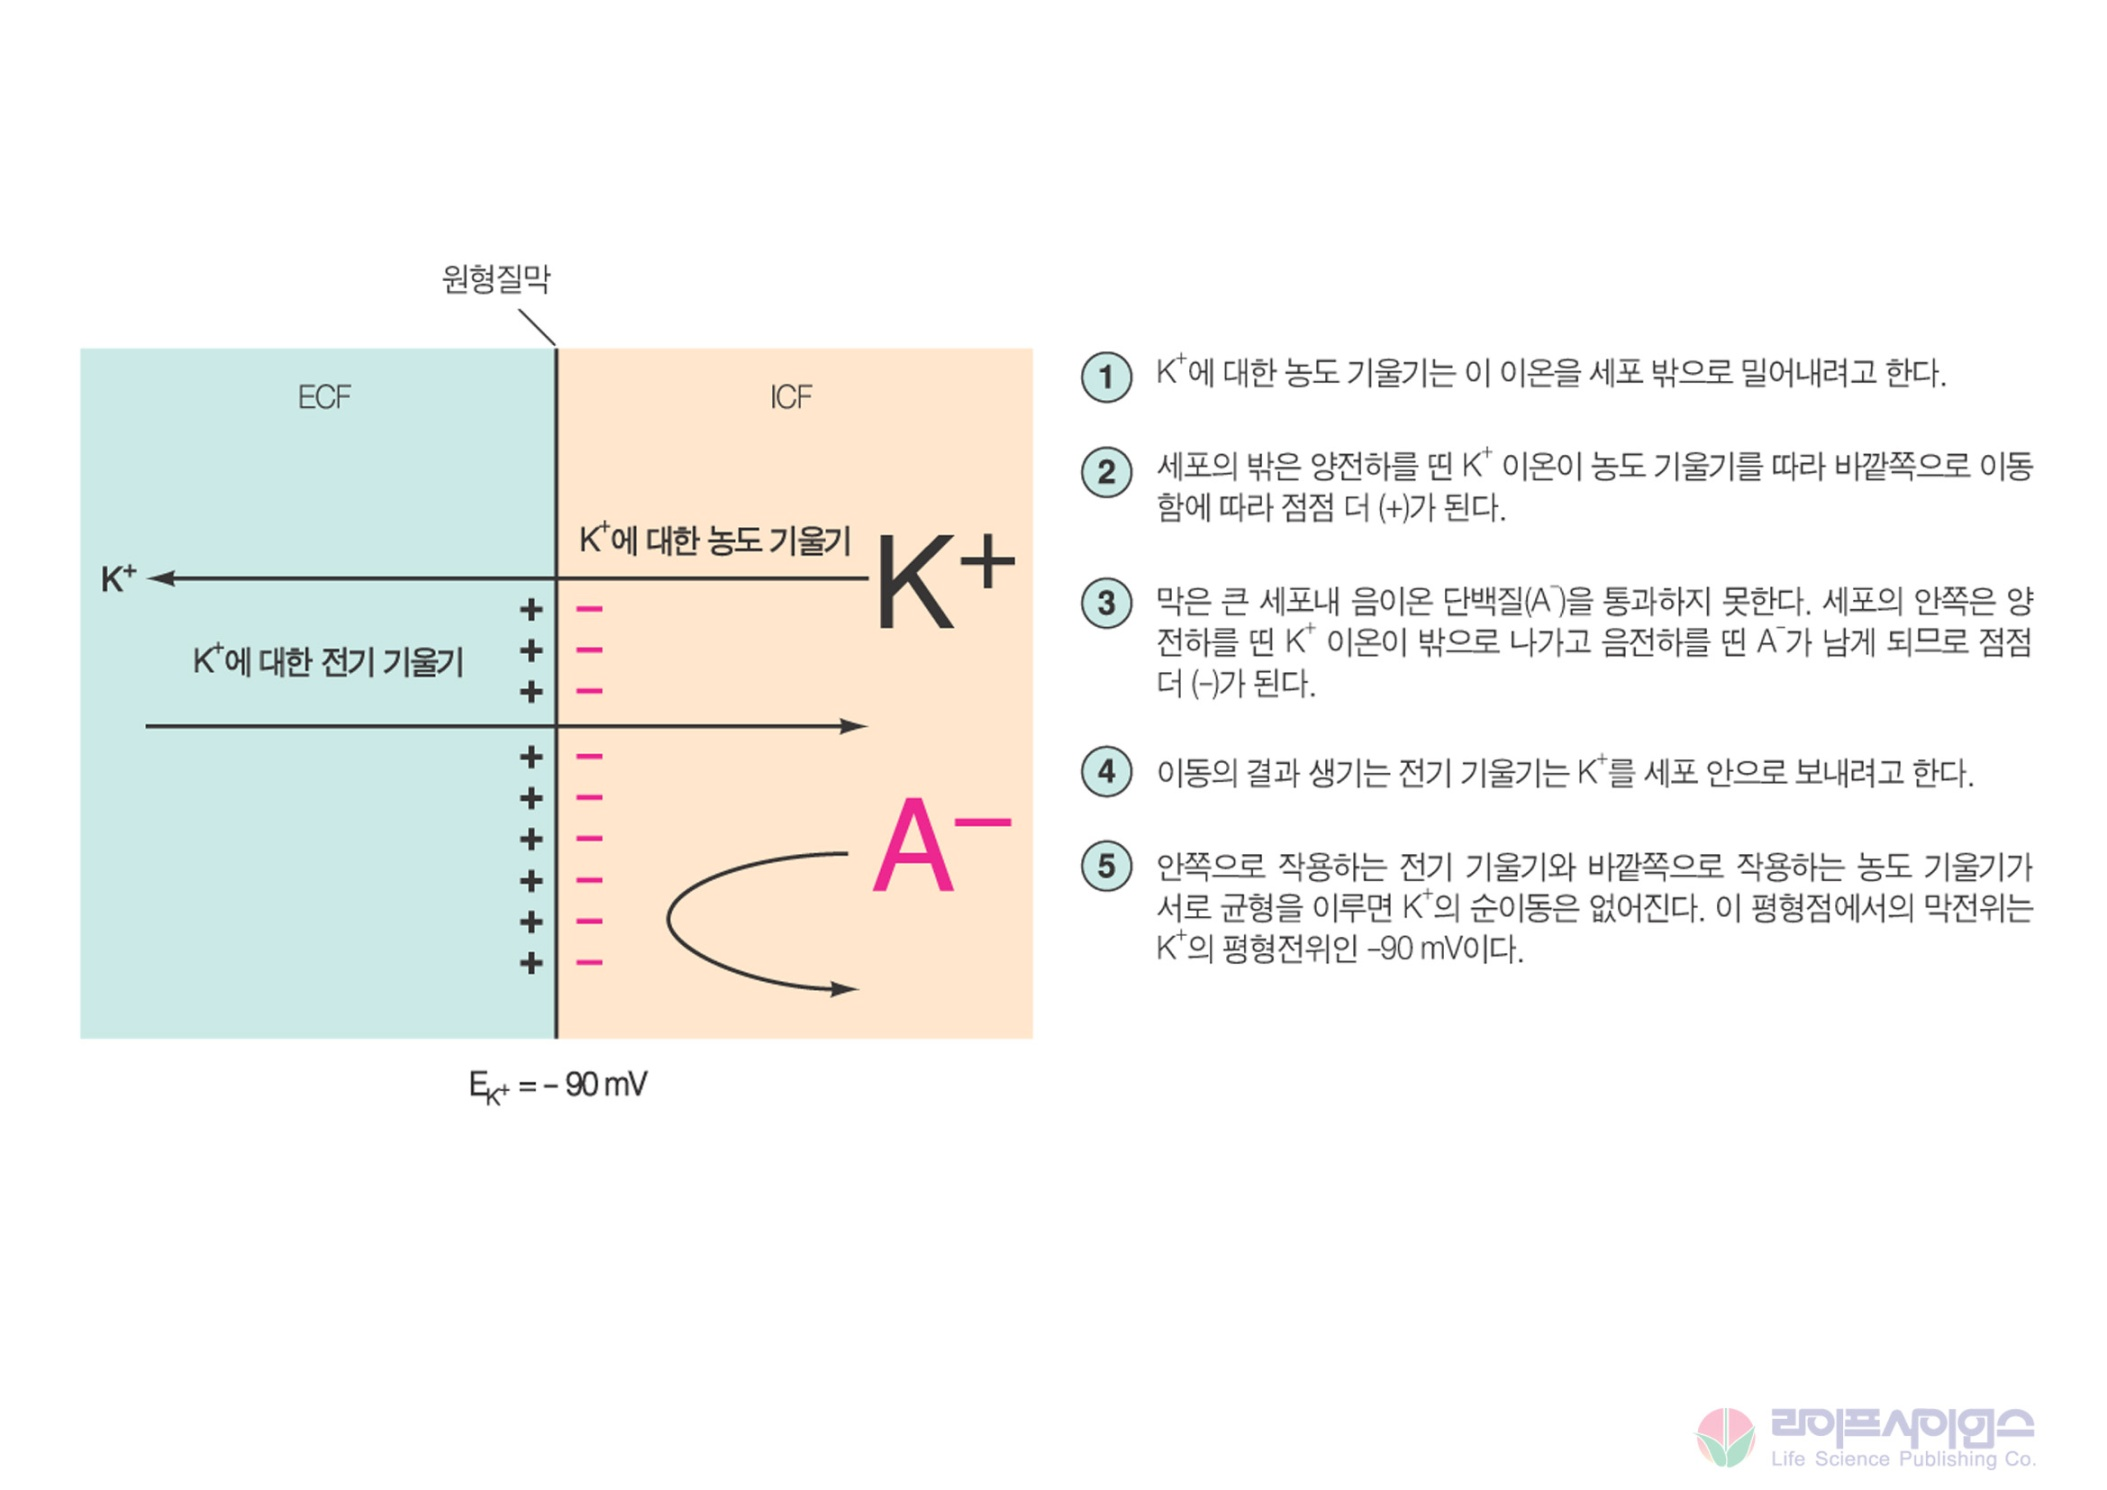 원형질막
ECF
ICF
K⁺에 대한 농도 기울기
K⁺
K⁺
+ −
+ −
K⁺에 대한 전기 기울기
+ −
+ −
+ −
+ −
+ −
+ −
+ −
A⁻
E_K⁺ = − 90 mV
1 K⁺에 대한 농도 기울기는 이 이온을 세포 밖으로 밀어내려고 한다.
2 세포의 밖은 양전하를 띤 K⁺ 이온이 농도 기울기를 따라 바깥쪽으로 이동
함에 따라 점점 더 (+)가 된다.
3 막은 큰 세포내 음이온 단백질(A⁻)을 통과하지 못한다. 세포의 안쪽은 양
전하를 띤 K⁺ 이온이 밖으로 나가고 음전하를 띤 A⁻가 남게 되므로 점점
더 (−)가 된다.
4 이동의 결과 생기는 전기 기울기는 K⁺를 세포 안으로 보내려고 한다.
5 안쪽으로 작용하는 전기 기울기와 바깥쪽으로 작용하는 농도 기울기가
서로 균형을 이루면 K⁺의 순이동은 없어진다. 이 평형점에서의 막전위는
K⁺의 평형전위인 −90 mV이다.
라이프사이언스
Life Science Publishing Co.